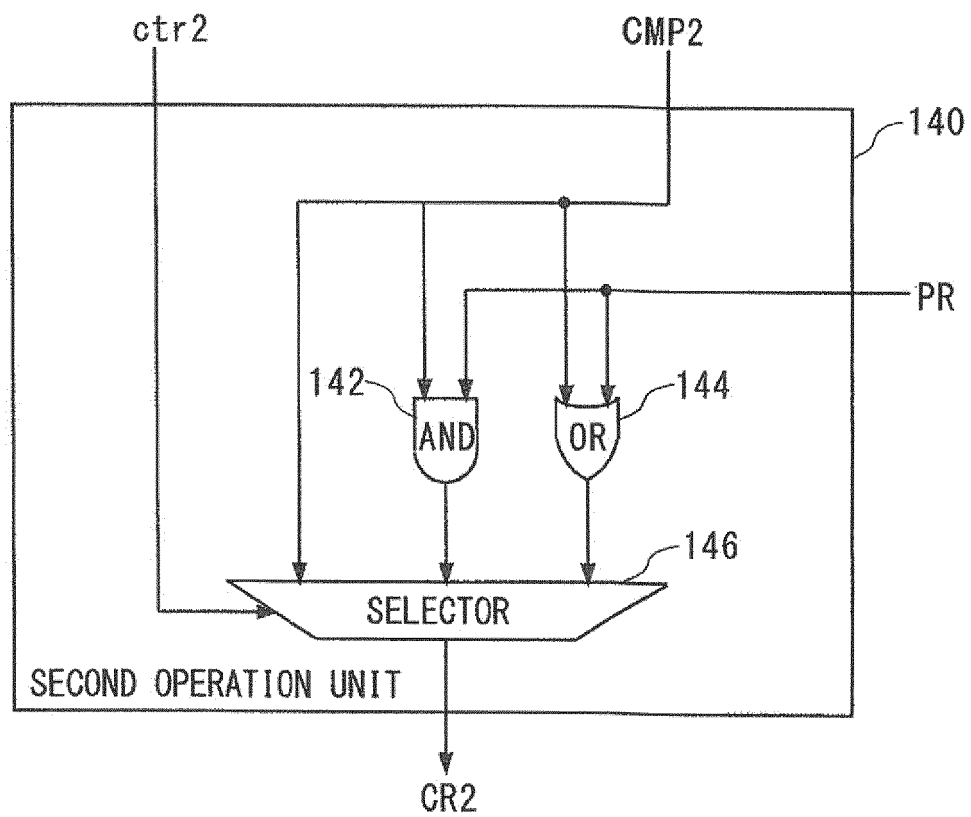 ctr2
CMP2
140
PR
142
144
AND
OR
146
SELECTOR
SECOND OPERATION UNIT
CR2